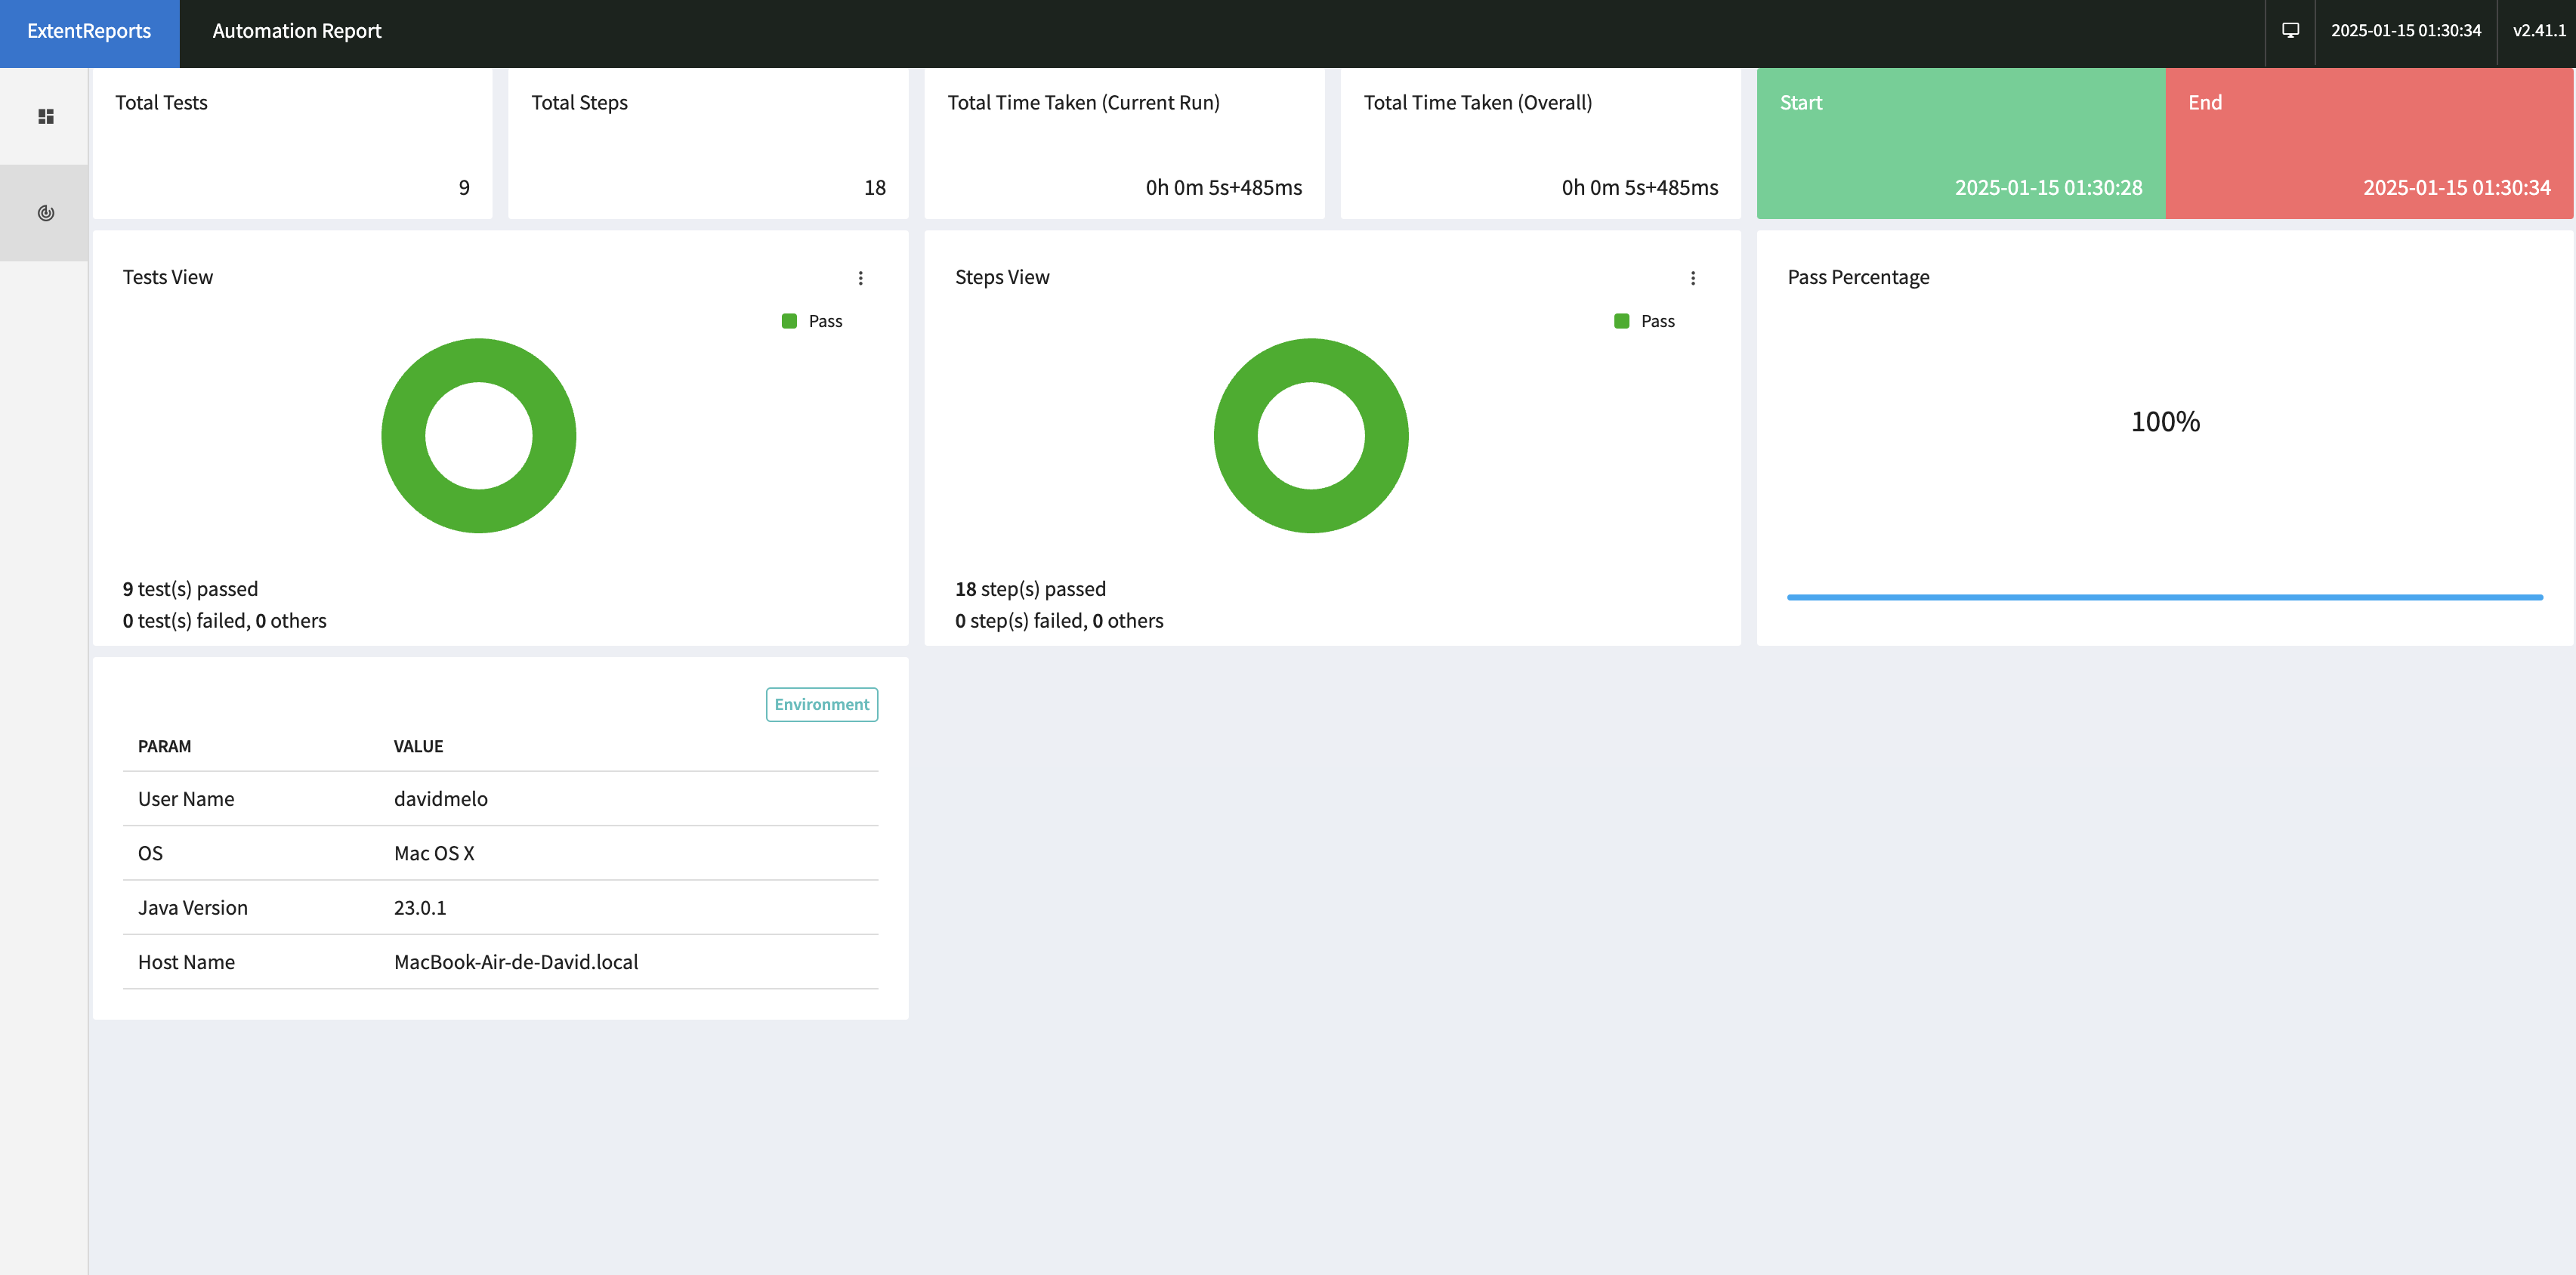 ExtentReports
Automation Report
2025-01-15 01:30:34
v2.41.1
Total Tests
9
Total Steps
18
Total Time Taken (Current Run)
0h 0m 5s+485ms
Total Time Taken (Overall)
0h 0m 5s+485ms
Start
2025-01-15 01:30:28
End
2025-01-15 01:30:34
Tests View
Pass
9 test(s) passed
0 test(s) failed, 0 others
Steps View
Pass
18 step(s) passed
0 step(s) failed, 0 others
Pass Percentage
100%
Environment
PARAM VALUE
User Name davidmelo
OS Mac OS X
Java Version 23.0.1
Host Name MacBook-Air-de-David.local